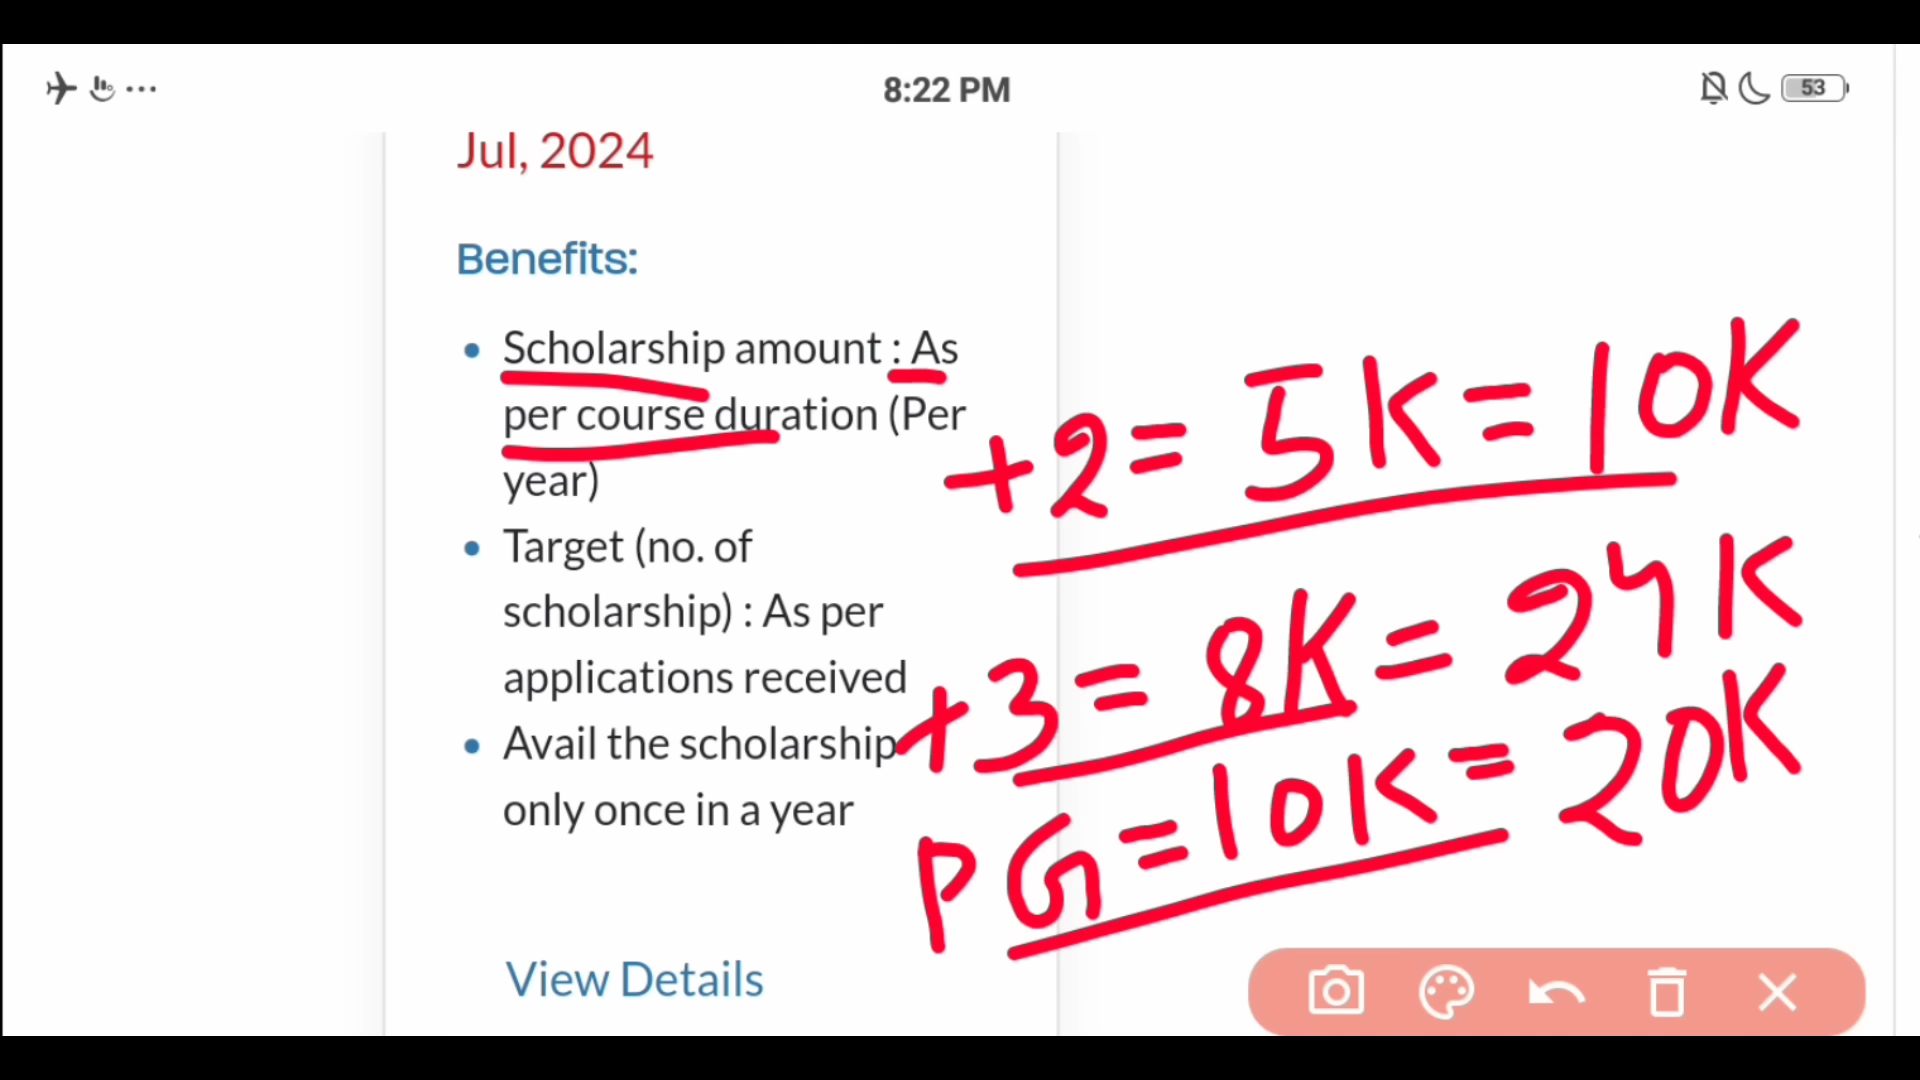 8:22 PM
53
Jul, 2024
Benefits:
Scholarship amount : As
per course duration (Per
year)
Target (no. of
scholarship) : As per
applications received
Avail the scholarship
only once in a year
View Details
+2 = 5K = 10K
+3 = 8K = 24K
PG = 10K = 20K